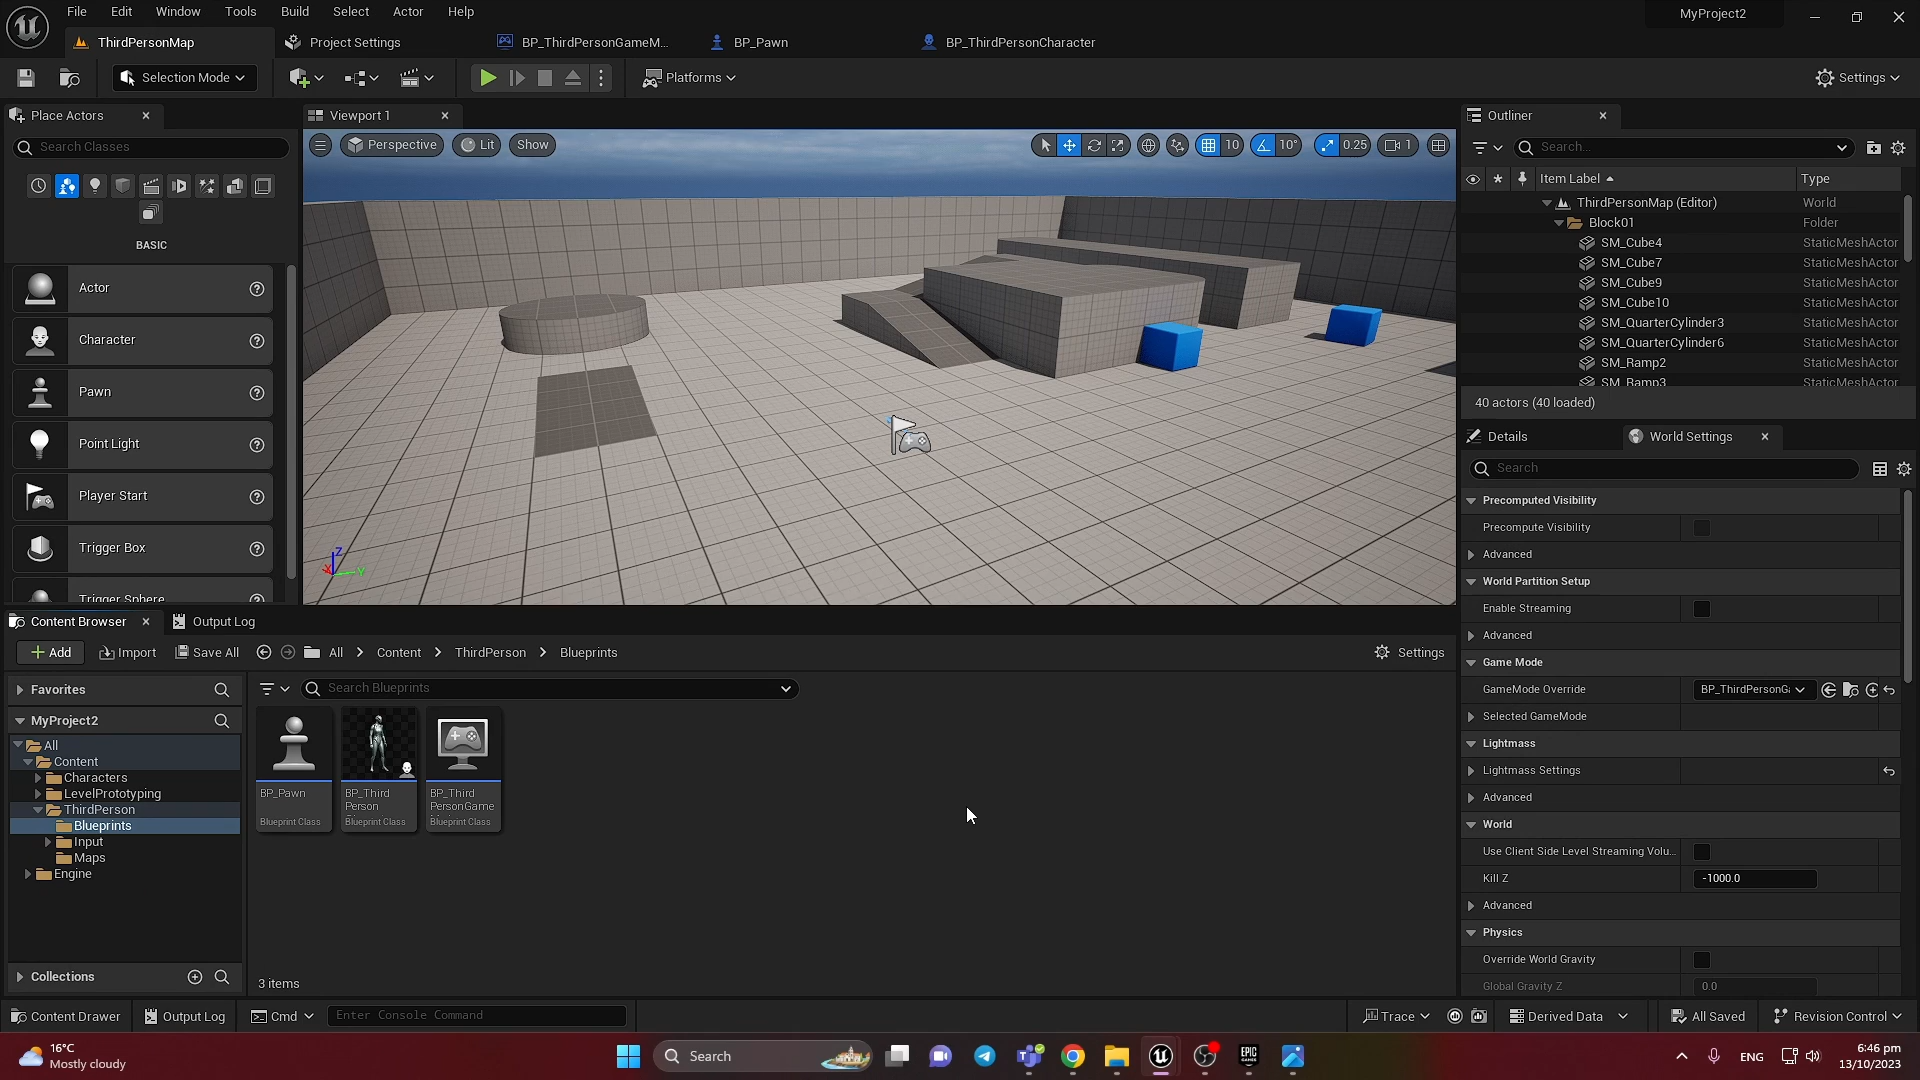 File Edit Window Tools Build Select Actor Help
MyProject2
ThirdPersonMap
Project Settings
BP_ThirdPersonGameM...
BP_Pawn
BP_ThirdPersonCharacter
Selection Mode
Platforms
Settings
Place Actors
Search Classes
BASIC
Actor
Character
Pawn
Point Light
Player Start
Trigger Box
Trigger Sphere
Viewport 1
Perspective
Lit
Show
10
10°
0.25
1
Z
X
Y
Outliner
Search...
Item Label
Type
ThirdPersonMap (Editor) World
Block01 Folder
SM_Cube4 StaticMeshActor
SM_Cube7 StaticMeshActor
SM_Cube9 StaticMeshActor
SM_Cube10 StaticMeshActor
SM_QuarterCylinder3 StaticMeshActor
SM_QuarterCylinder6 StaticMeshActor
SM_Ramp2 StaticMeshActor
SM_Ramp3 StaticMeshActor
40 actors (40 loaded)
Details
World Settings
Search
Precomputed Visibility
Precompute Visibility
Advanced
World Partition Setup
Enable Streaming
Advanced
Game Mode
GameMode Override BP_ThirdPersonGa
Selected GameMode
Lightmass
Lightmass Settings
Advanced
World
Use Client Side Level Streaming Volu...
Kill Z -1000.0
Advanced
Physics
Override World Gravity
Global Gravity Z 0.0
Content Browser
Output Log
Add
Import
Save All
All
Content
ThirdPerson
Blueprints
Settings
Favorites
MyProject2
All
Content
Characters
LevelPrototyping
ThirdPerson
Blueprints
Input
Maps
Engine
Collections
Search Blueprints
BP_Pawn
Blueprint Class
BP_Third
Person
Blueprint Class
BP_Third
PersonGame
Blueprint Class
3 items
Content Drawer
Output Log
Cmd
Enter Console Command
Trace
Derived Data
All Saved
Revision Control
16°C
Mostly cloudy
Search
EPIC
GAMES
ENG
6:46 pm
13/10/2023